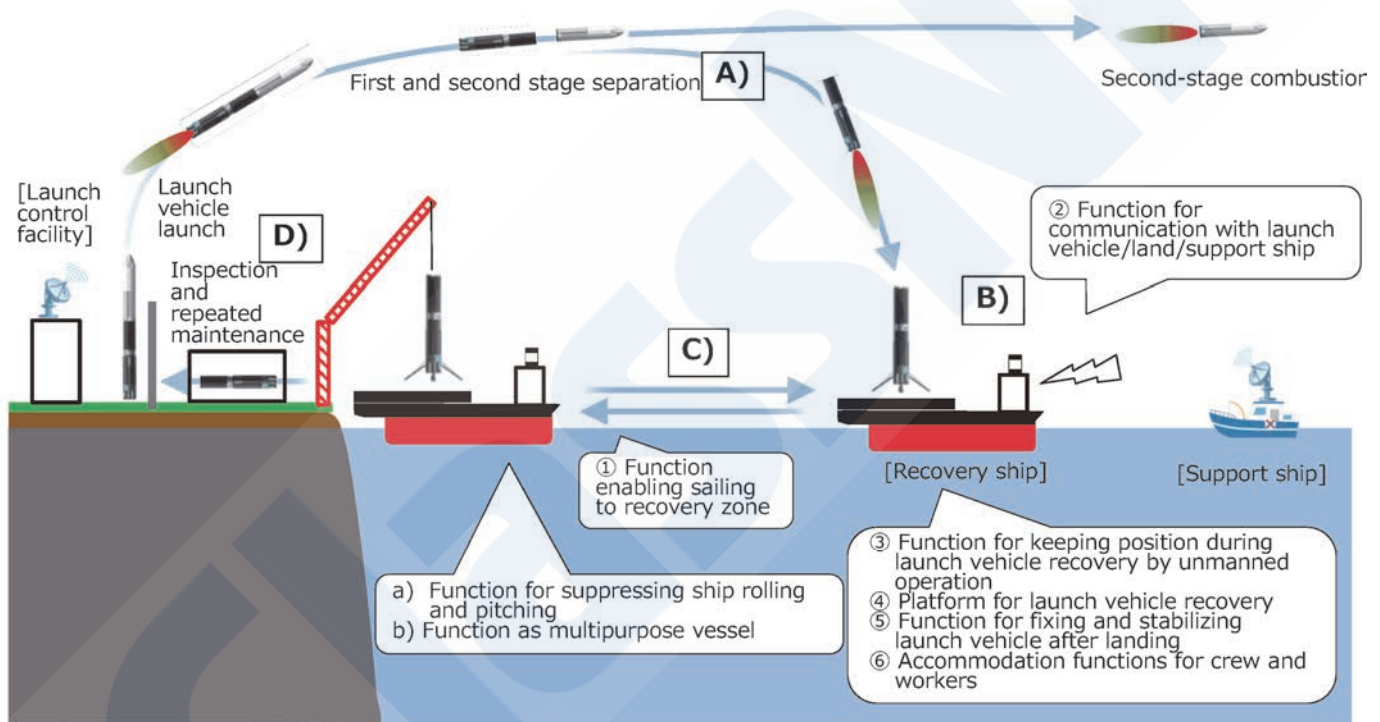 First and second stage separation
A)
Second-stage combustion
[Launch
control
facility]
Launch
vehicle
launch
D)
Inspection
and
repeated
maintenance
② Function for
communication with launch
vehicle/land/support ship
B)
C)
① Function
enabling sailing
to recovery zone
[Recovery ship]
[Support ship]
a) Function for suppressing ship rolling
and pitching
b) Function as multipurpose vessel
③ Function for keeping position during
launch vehicle recovery by unmanned
operation
④ Platform for launch vehicle recovery
⑤ Function for fixing and stabilizing
launch vehicle after landing
⑥ Accommodation functions for crew and
workers